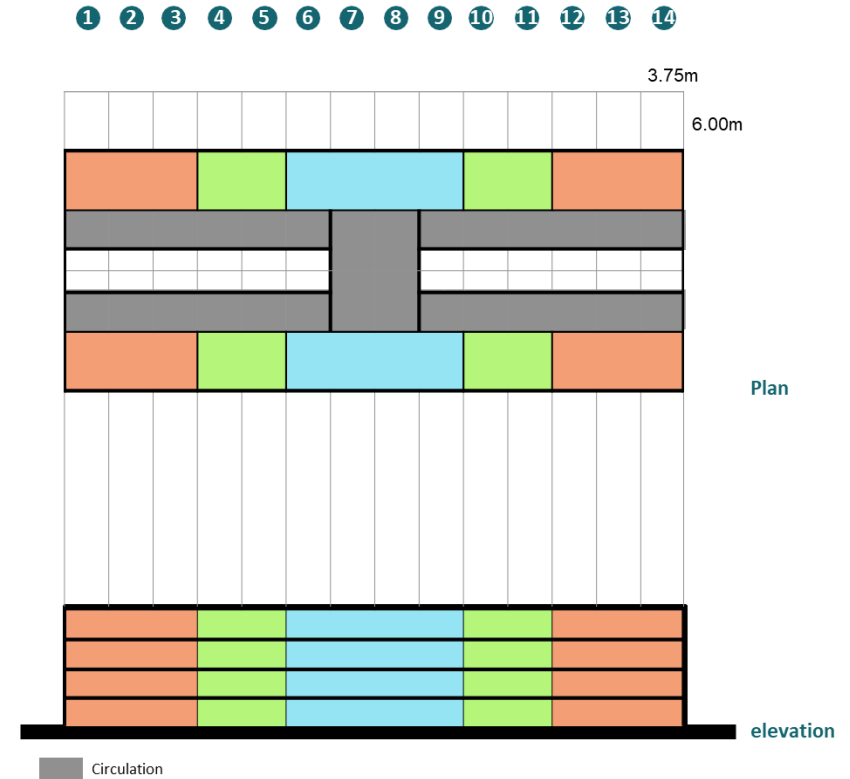 1 2 3 4 5 6 7 8 9 10 11 12 13 14
3.75m
6.00m
Plan
elevation
Circulation